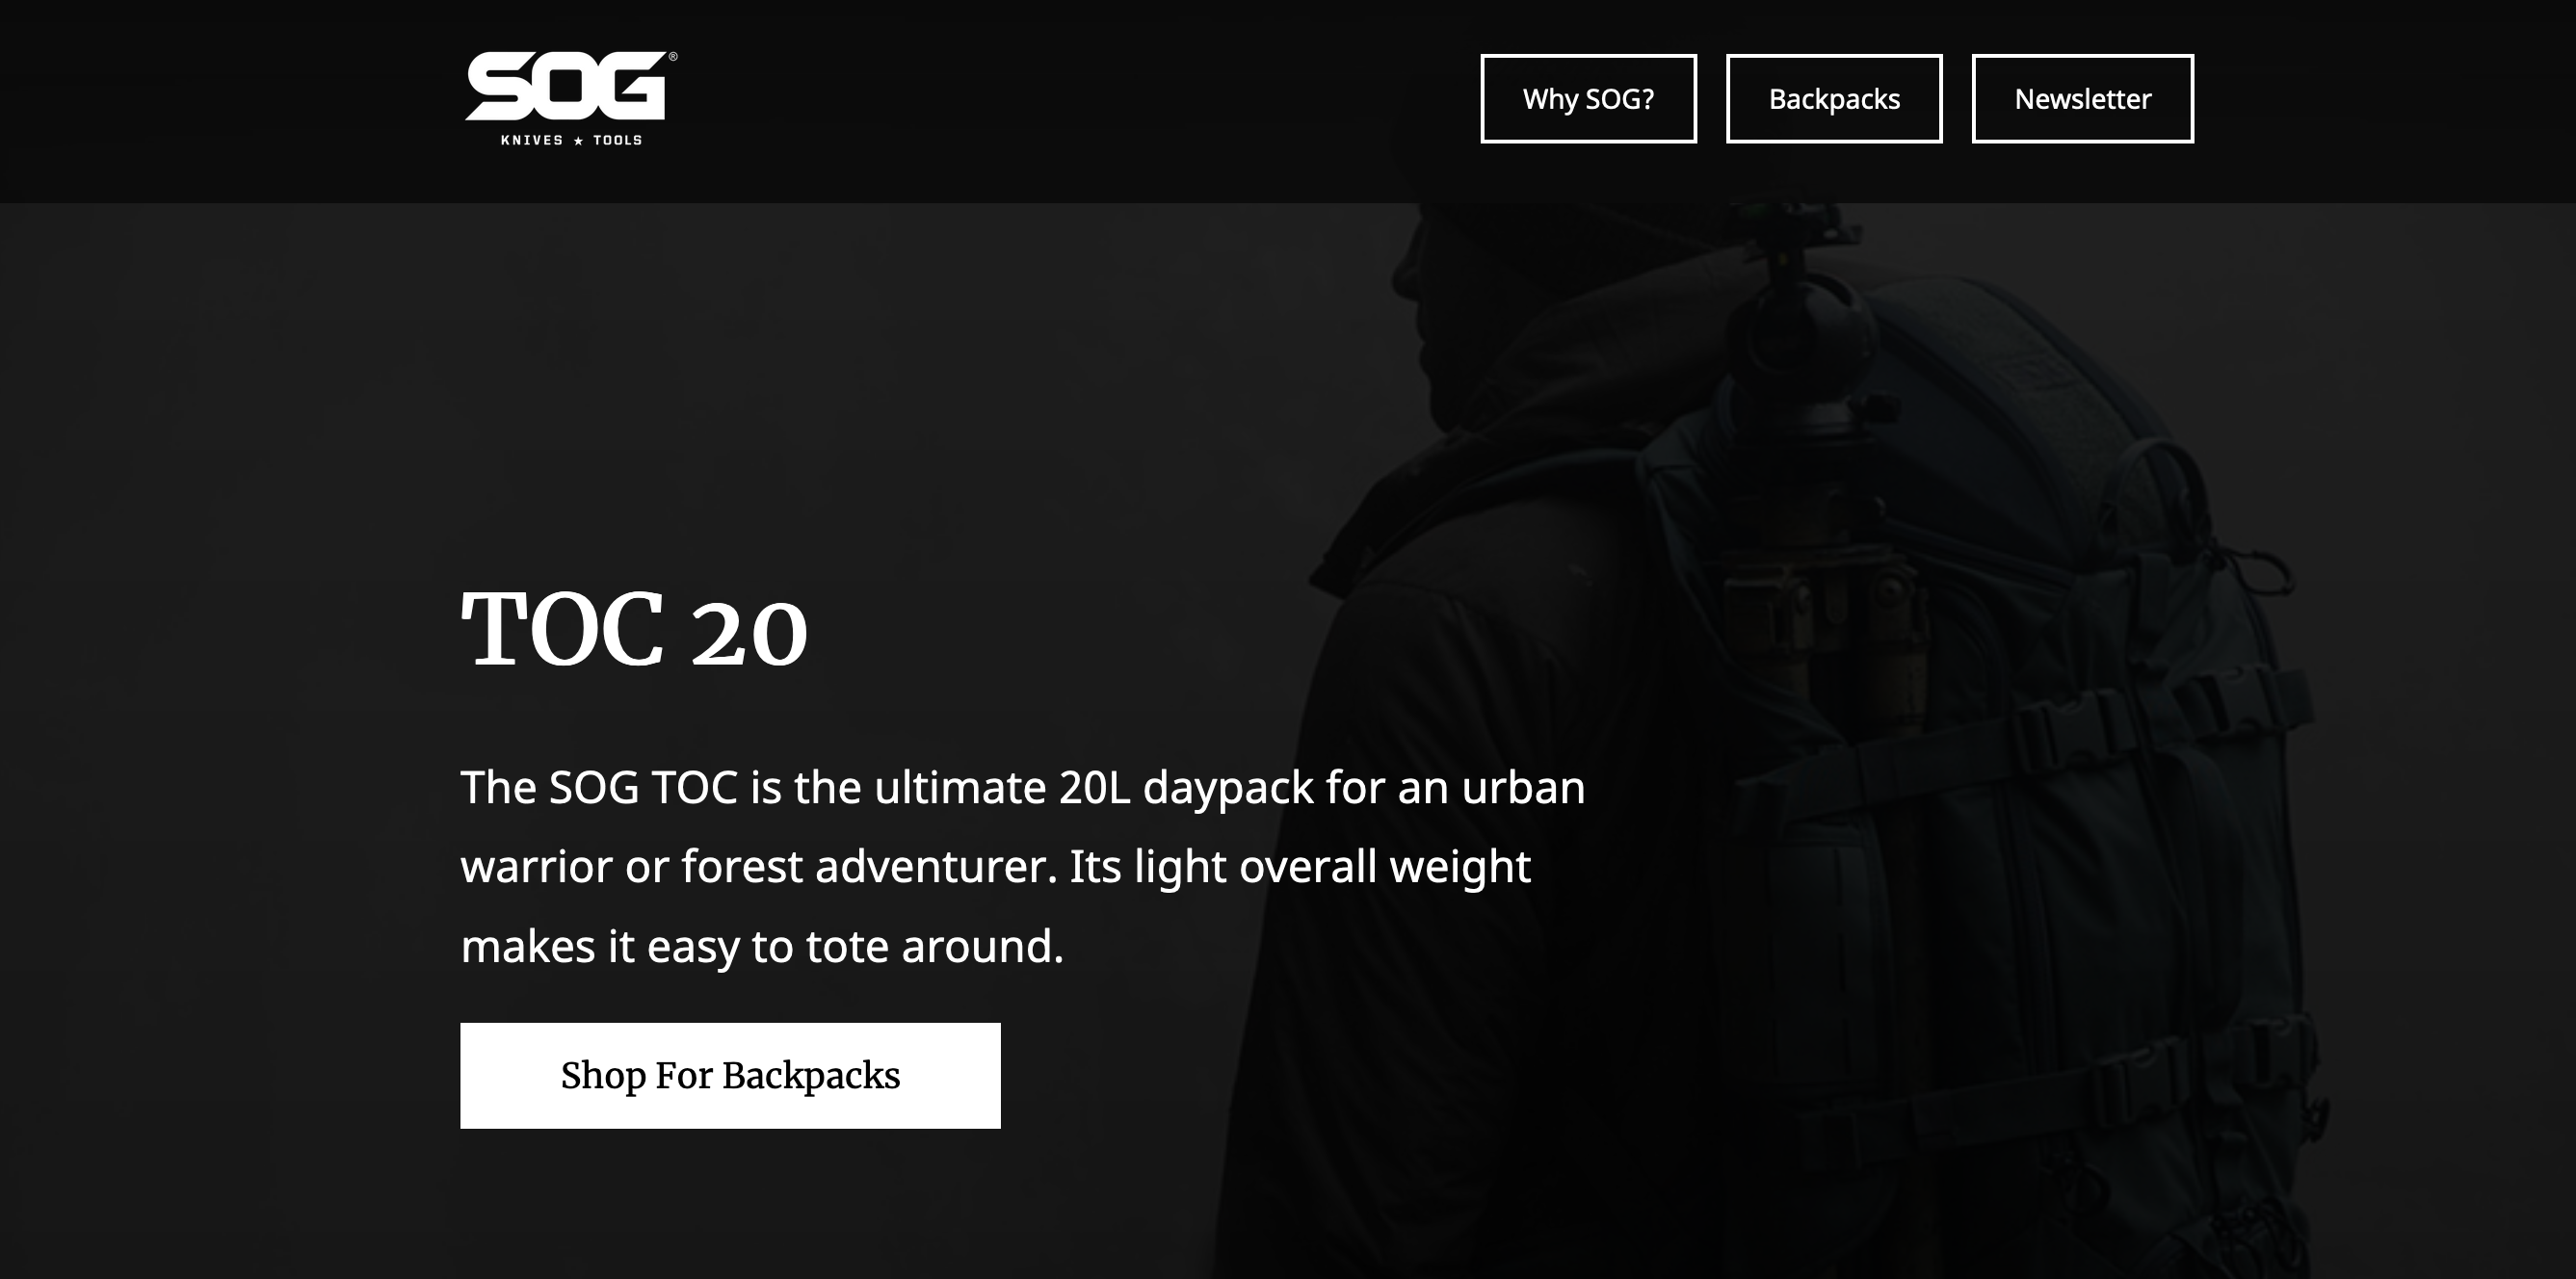 SOG®
KNIVES ★ TOOLS
Why SOG?
Backpacks
Newsletter
TOC 20
The SOG TOC is the ultimate 20L daypack for an urban
warrior or forest adventurer. Its light overall weight
makes it easy to tote around.
Shop For Backpacks